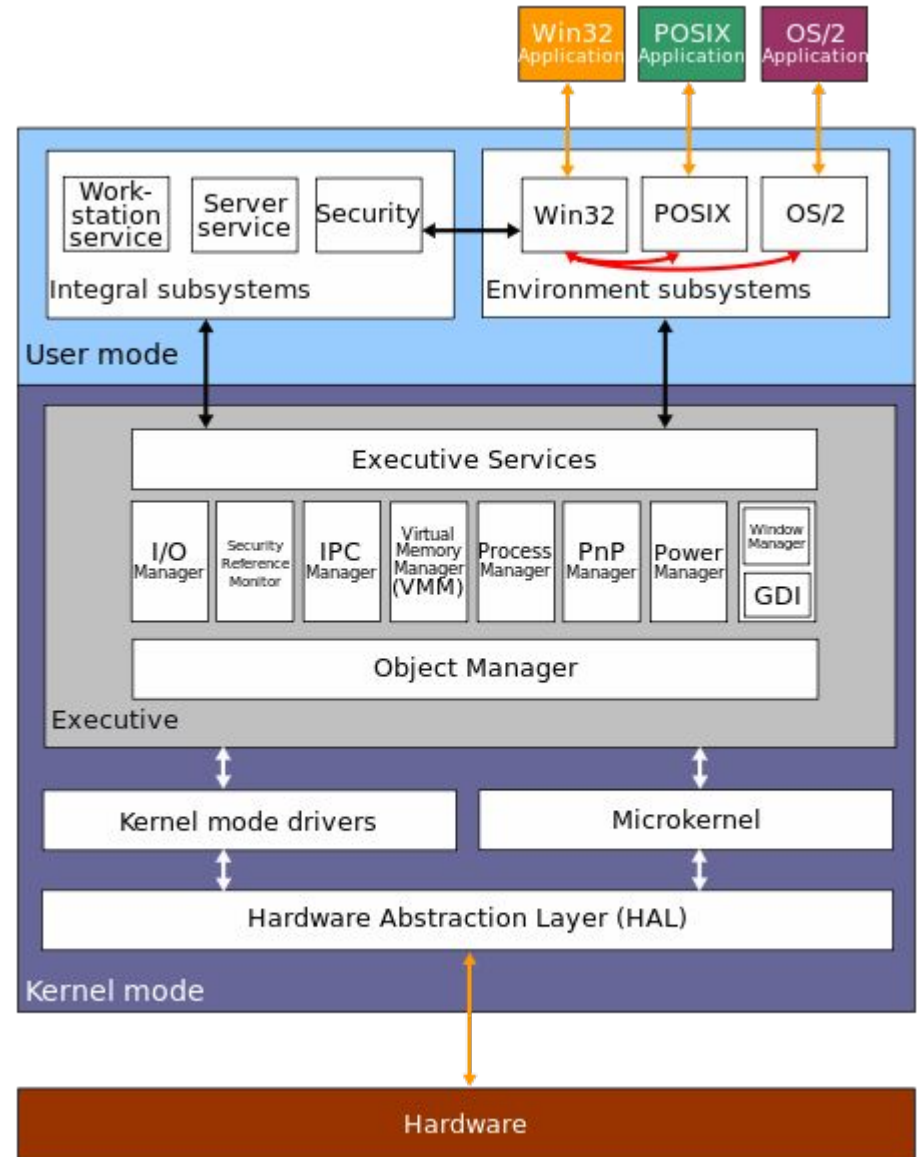 Win32
Application
POSIX
Application
OS/2
Application
Work-
station
service
Server
service
Security
Integral subsystems
Win32
POSIX
OS/2
Environment subsystems
User mode
Executive Services
I/O
Manager
Security
Reference
Monitor
IPC
Manager
Virtual
Memory
Manager
(VMM)
Process
Manager
PnP
Manager
Power
Manager
Window
Manager
GDI
Object Manager
Executive
Kernel mode drivers
Microkernel
Hardware Abstraction Layer (HAL)
Kernel mode
Hardware